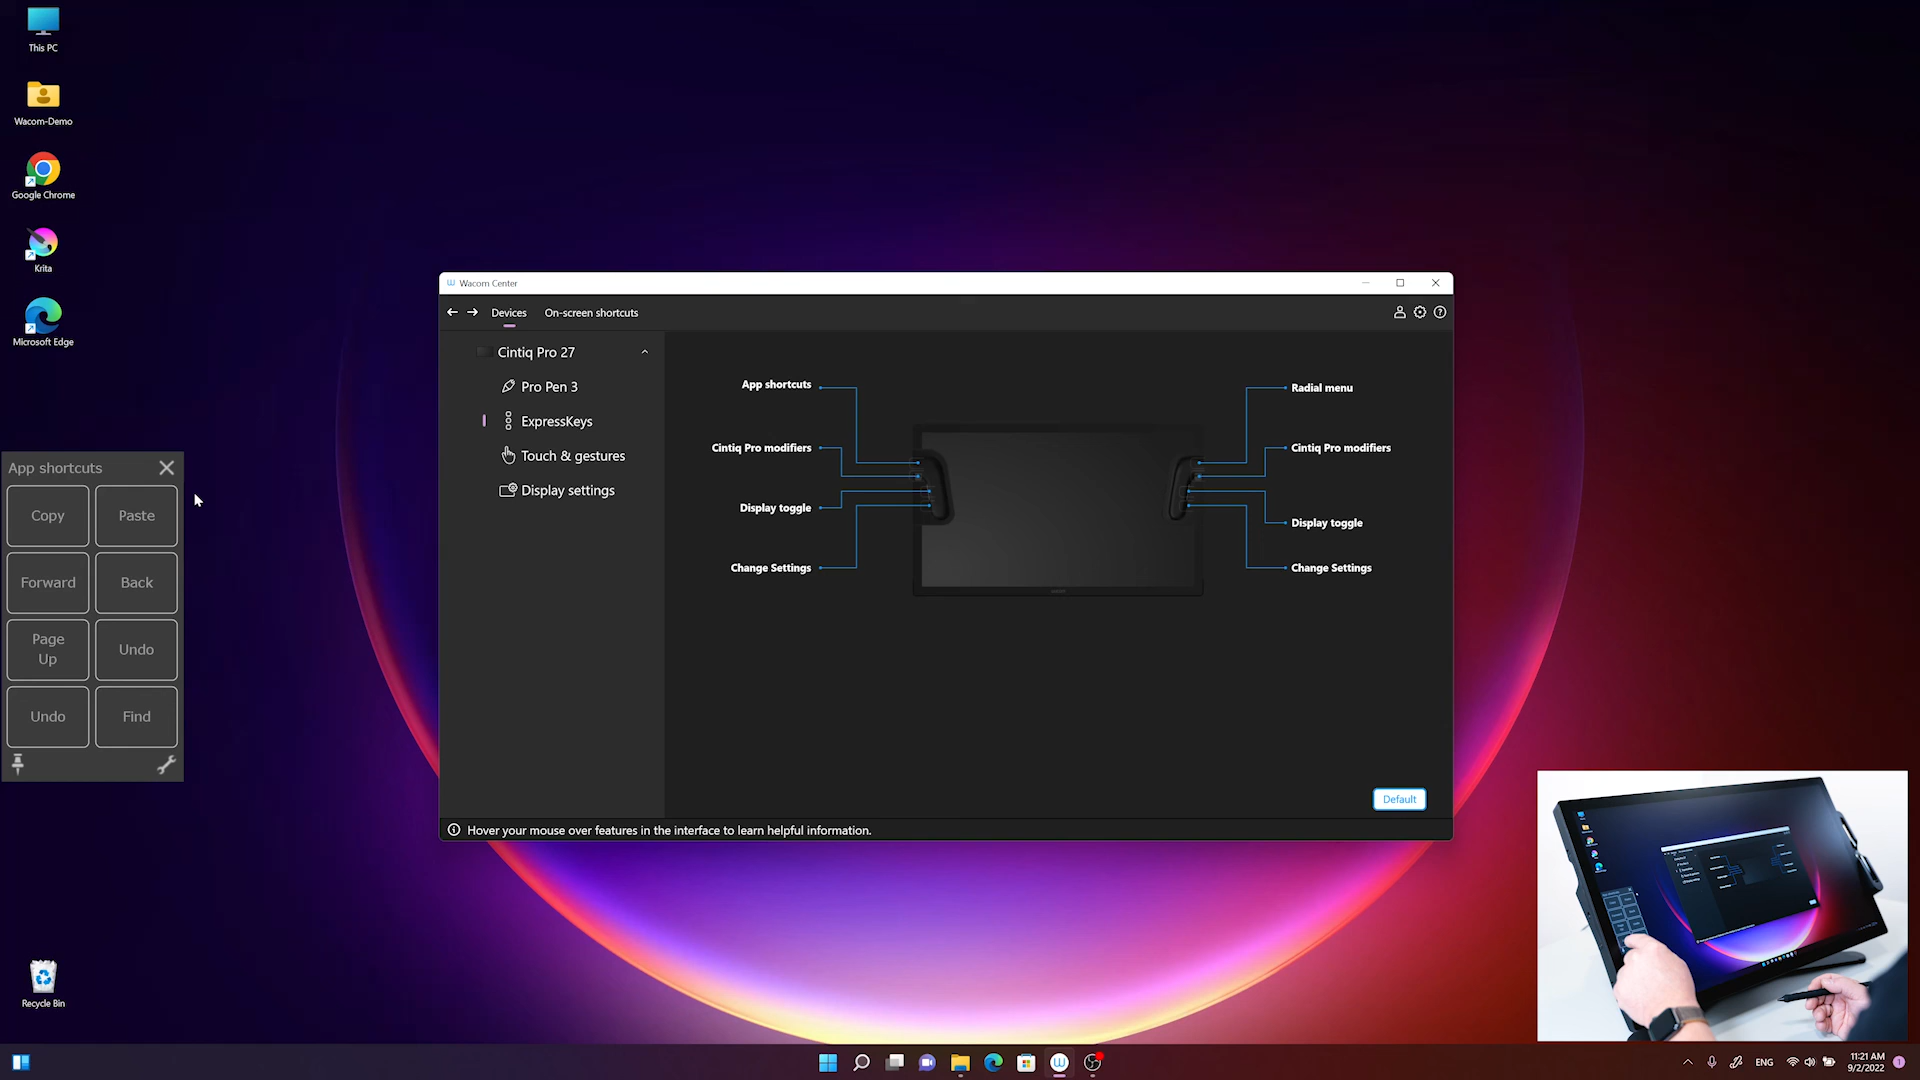 This PC
Wacom-Demo
Google Chrome
Krita
Microsoft Edge
App shortcuts
Copy
Paste
Forward
Back
Page
Up
Undo
Undo
Find
Recycle Bin
Wacom Center
Devices
On-screen shortcuts
Cintiq Pro 27
Pro Pen 3
ExpressKeys
Touch & gestures
Display settings
App shortcuts
Cintiq Pro modifiers
Display toggle
Change Settings
Radial menu
Cintiq Pro modifiers
Display toggle
Change Settings
Default
Hover your mouse over features in the interface to learn helpful information.
ENG
11:21 AM
9/2/2022
1